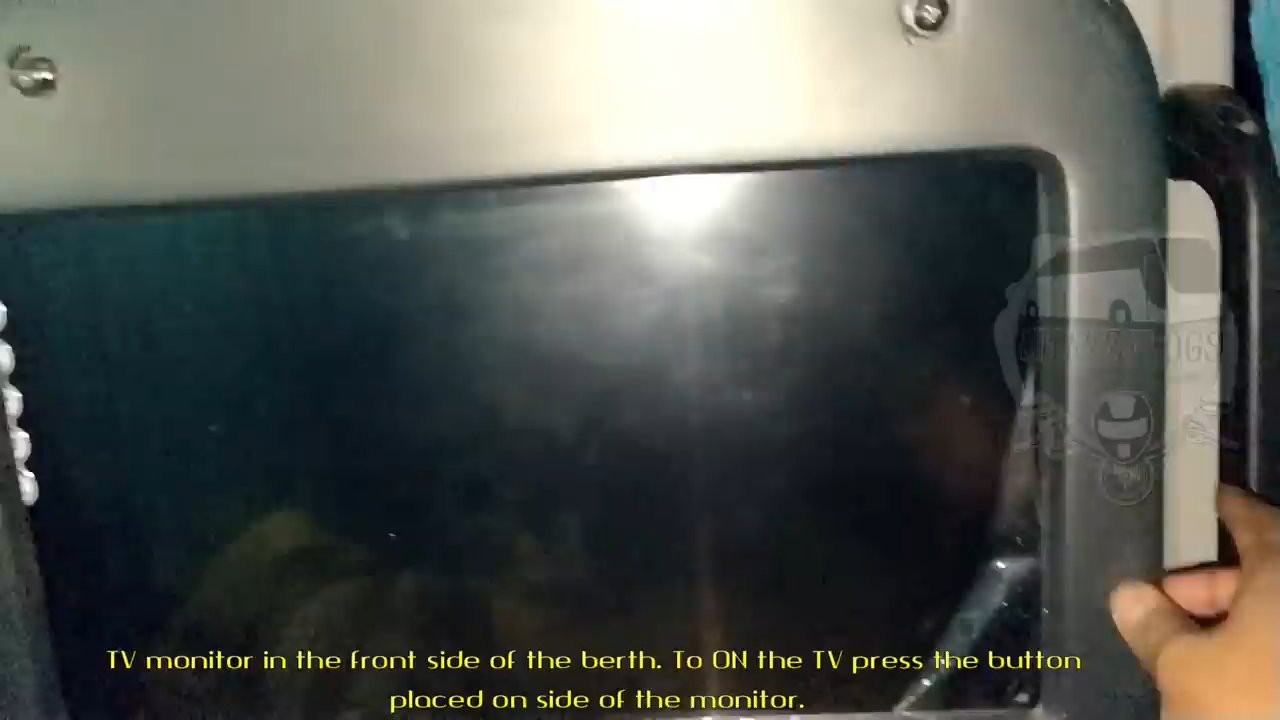 TV monitor in the front side of the berth. To ON the TV press the button
placed on side of the monitor.